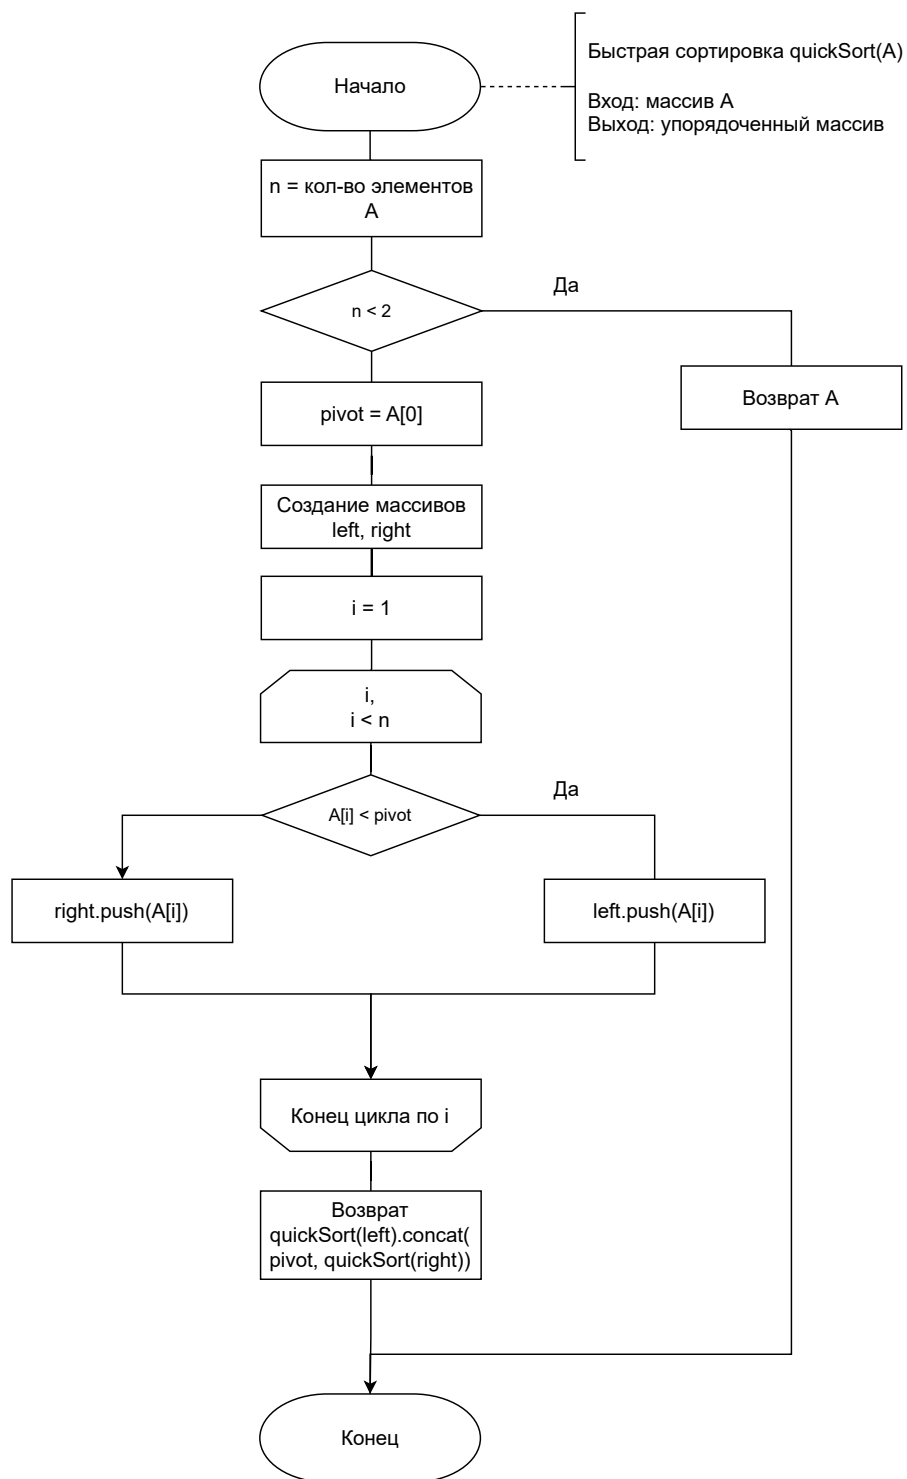 Начало
Быстрая сортировка quickSort(A)
Вход: массив A
Выход: упорядоченный массив
n = кол-во элементов
A
n < 2
Да
pivot = A[0]
Возврат A
Создание массивов
left, right
i = 1
i,
i < n
A[i] < pivot
Да
right.push(A[i])
left.push(A[i])
Конец цикла по i
Возврат
quickSort(left).concat(
pivot, quickSort(right))
Конец